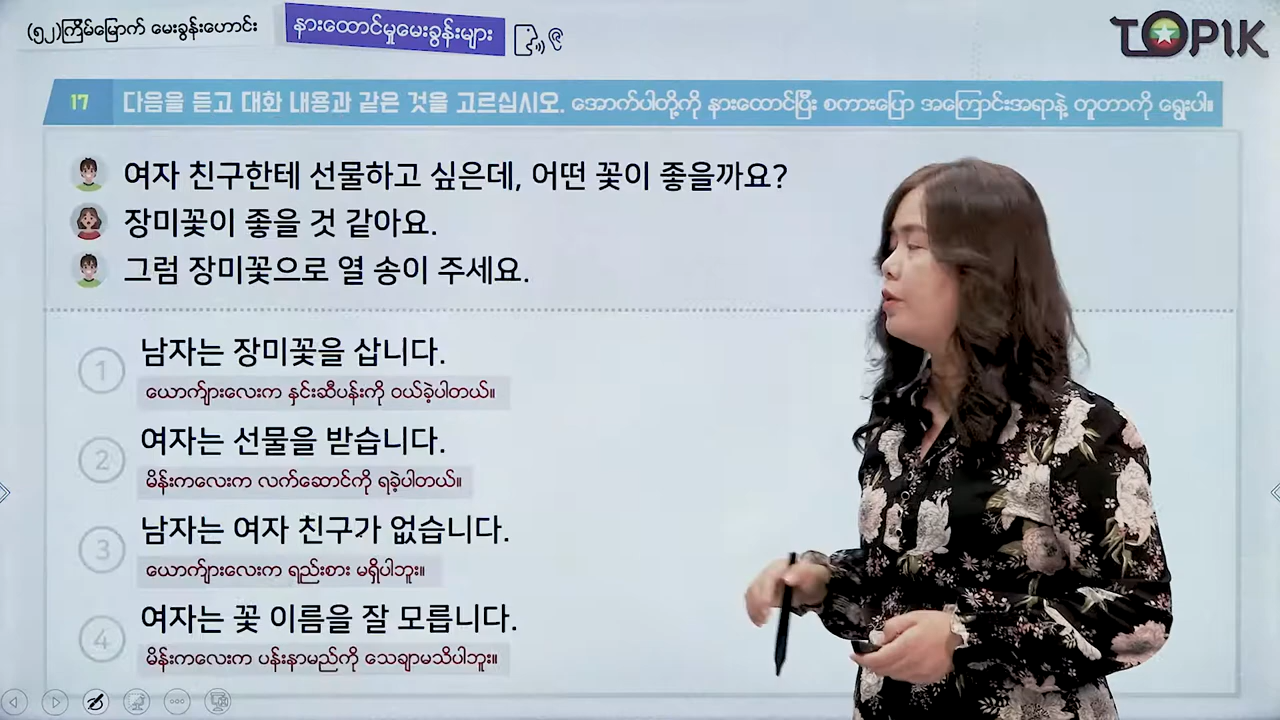 (၅၂)ကြိမ်မြောက် မေးခွန်းဟောင်း
နားထောင်မှုမေးခွန်းများ
TOPIK
17 다음을 듣고 대화 내용과 같은 것을 고르십시오. အောက်ပါတို့ကို နားထောင်ပြီး စကားပြော အကြောင်းအရာနဲ့ တူတာကို ရွေးပါ။
여자 친구한테 선물하고 싶은데, 어떤 꽃이 좋을까요?
장미꽃이 좋을 것 같아요.
그럼 장미꽃으로 열 송이 주세요.
1 남자는 장미꽃을 삽니다.
ယောက်ျားလေးက နှင်းဆီပန်းကို ဝယ်ခဲ့ပါတယ်။
2 여자는 선물을 받습니다.
မိန်းကလေးက လက်ဆောင်ကို ရခဲ့ပါတယ်။
3 남자는 여자 친구가 없습니다.
ယောက်ျားလေးက ရည်းစား မရှိပါဘူး။
4 여자는 꽃 이름을 잘 모릅니다.
မိန်းကလေးက ပန်းနာမည်ကို သေချာမသိပါဘူး။